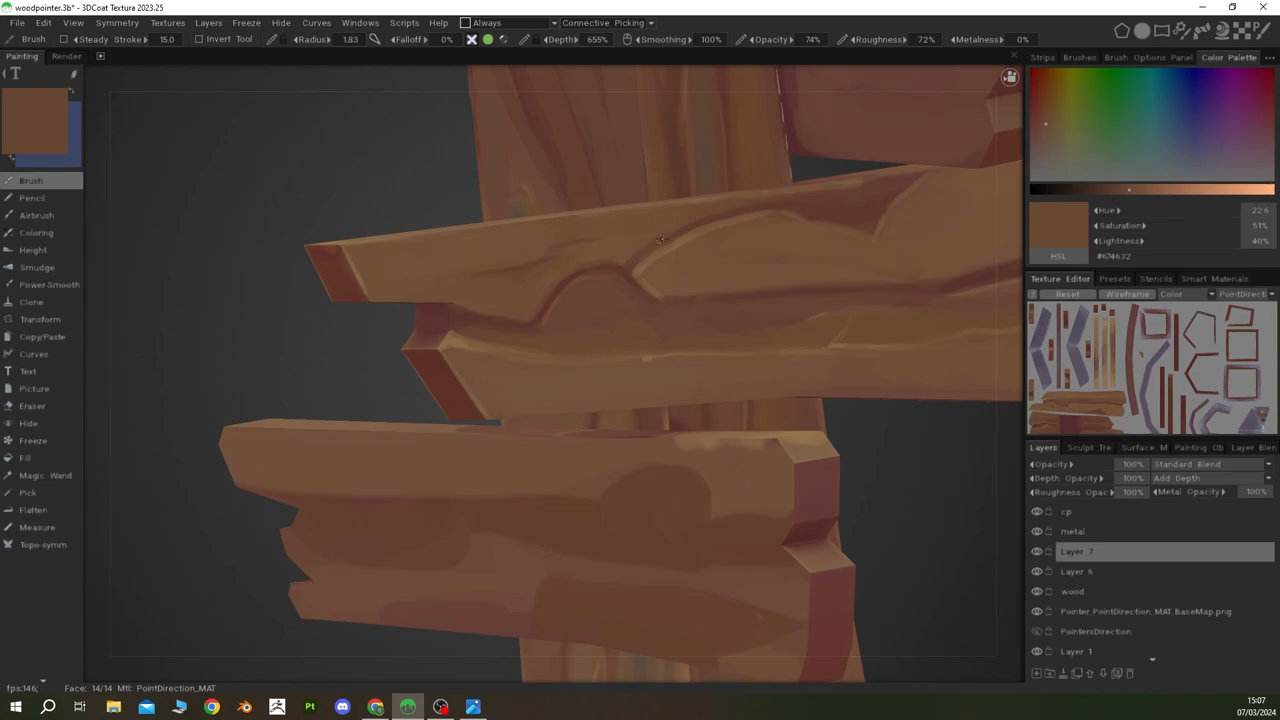 woodpointer.3b* - 3DCoat Textura 2023.25
File Edit View Symmetry Textures Layers Freeze Hide Curves Windows Scripts Help Always Connective Picking
Brush Steady Stroke 15.0 Invert Tool Radius 1.83 Falloff 0% Depth 655% Smoothing 100% Opacity 74% Roughness 72% Metalness 0%
Painting Render
Strips Brushes Brush Options Panel Color Palette
T
Brush
Pencil
Airbrush
Coloring
Height
Smudge
Power-Smooth
Clone
Transform
Copy/Paste
Curves
Text
Picture
Eraser
Hide
Freeze
Fill
Magic Wand
Pick
Flatten
Measure
Topo symm
Hue 22.6
Saturation 51%
Lightness 40%
HSL #674632
Texture Editor Presets Stencils Smart Materials
? Reset Wireframe Color PointDirecti
Layers Sculpt Tre Surface M Painting Ob Layer Blen
Opacity 100% Standard Blend
Depth Opacity 100% Add Depth
Roughness Opac 100% Metal Opacity 100%
cp
metal
Layer 7
Layer 6
wood
Pointer_PointDirection_MAT_BaseMap.png
PointersDirection
Layer 1
fps:146; Face: 14/14 Mtl: PointDirection_MAT
Pt
15:07
07/03/2024